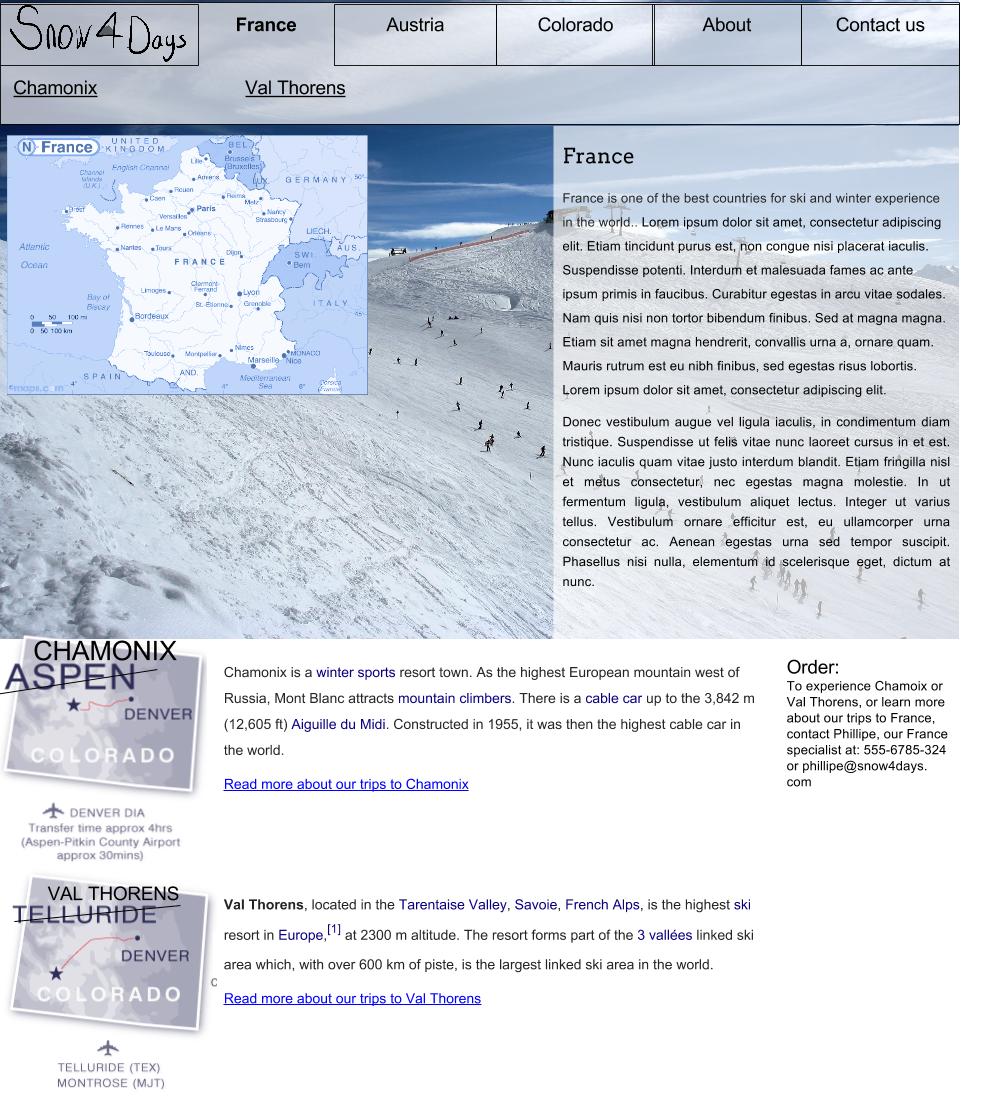 Snow 4 Days
France
Austria
Colorado
About
Contact us
Chamonix
Val Thorens
N France
UNITED
KINGDOM
BEL.
Brussels
(Bruxelles)
Lille
English Channel
Channel
Islands
(U.K.)
GERMANY
50°
LUX.
Amiens
Rouen
Reims
Metz
Caen
Paris
Versailles
Nancy
Strasbourg
Brest
Rennes
Le Mans
Orléans
LIECH.
Atlantic
Ocean
Nantes
Tours
Dijon
AUS.
SWI.
Bern
FRANCE
Limoges
Clermont-
Ferrand
Lyon
St.-Étienne
Grenoble
ITALY
Bay of
Biscay
45°
0 50 100 mi
0 50 100 km
Bordeaux
Nimes
Toulouse
Montpellier
MONACO
Nice
Marseille
SPAIN
AND.
4°
0°
4°
Mediterranean
Sea
Corsica
(France)
France
France is one of the best countries for ski and winter experience
in the world.. Lorem ipsum dolor sit amet, consectetur adipiscing
elit. Etiam tincidunt purus est, non congue nisi placerat iaculis.
Suspendisse potenti. Interdum et malesuada fames ac ante
ipsum primis in faucibus. Curabitur egestas in arcu vitae sodales.
Nam quis nisi non tortor bibendum finibus. Sed at magna magna.
Etiam sit amet magna hendrerit, convallis urna a, ornare quam.
Mauris rutrum est eu nibh finibus, sed egestas risus lobortis.
Lorem ipsum dolor sit amet, consectetur adipiscing elit.
Donec vestibulum augue vel ligula iaculis, in condimentum diam
tristique. Suspendisse ut felis vitae nunc laoreet cursus in et est.
Nunc iaculis quam vitae justo interdum blandit. Etiam fringilla nisl
et metus consectetur, nec egestas magna molestie. In ut
fermentum ligula, vestibulum aliquet lectus. Integer ut varius
tellus. Vestibulum ornare efficitur est, eu ullamcorper urna
consectetur ac. Aenean egestas urna sed tempor suscipit.
Phasellus nisi nulla, elementum id scelerisque eget, dictum at
nunc.
CHAMONIX
ASPEN
DENVER
COLORADO
DENVER DIA
Transfer time approx 4hrs
(Aspen-Pitkin County Airport
approx 30mins)
Chamonix is a winter sports resort town. As the highest European mountain west of
Russia, Mont Blanc attracts mountain climbers. There is a cable car up to the 3,842 m
(12,605 ft) Aiguille du Midi. Constructed in 1955, it was then the highest cable car in
the world.
Read more about our trips to Chamonix
Order:
To experience Chamoix or
Val Thorens, or learn more
about our trips to France,
contact Phillipe, our France
specialist at: 555-6785-324
or phillipe@snow4days.
com
VAL THORENS
TELLURIDE
DENVER
COLORADO
TELLURIDE (TEX)
MONTROSE (MJT)
Val Thorens, located in the Tarentaise Valley, Savoie, French Alps, is the highest ski
resort in Europe,[1] at 2300 m altitude. The resort forms part of the 3 vallées linked ski
area which, with over 600 km of piste, is the largest linked ski area in the world.
Read more about our trips to Val Thorens